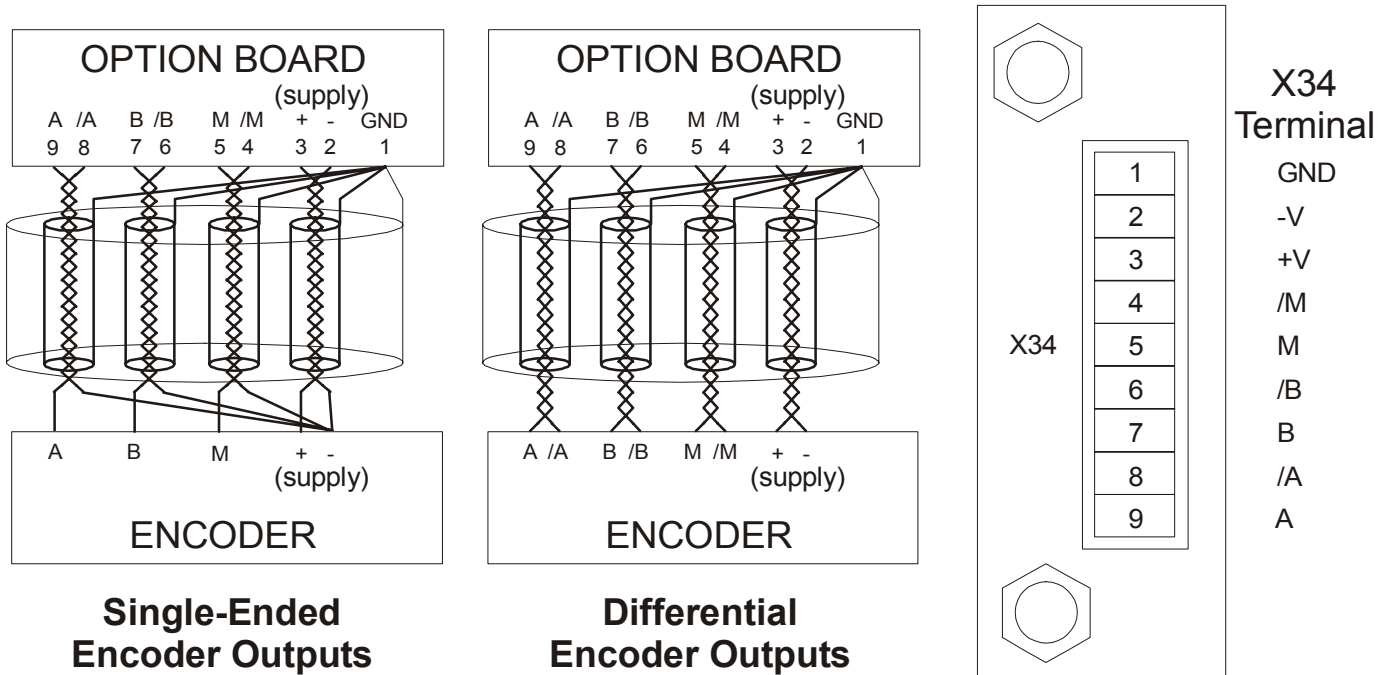 OPTION BOARD
(supply)
A /A B /B M /M + - GND
9 8 7 6 5 4 3 2 1
A B M + -
(supply)
ENCODER
Single-Ended
Encoder Outputs
OPTION BOARD
(supply)
A /A B /B M /M + - GND
9 8 7 6 5 4 3 2 1
A /A B /B M /M + -
(supply)
ENCODER
Differential
Encoder Outputs
X34
Terminal
1 GND
2 -V
3 +V
4 /M
X34 5 M
6 /B
7 B
8 /A
9 A